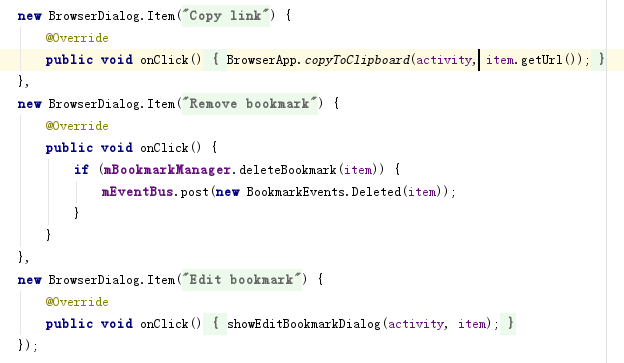 new BrowserDialog.Item("Copy link") {
@Override
public void onClick() { BrowserApp.copyToClipboard(activity, item.getUrl()); }
},
new BrowserDialog.Item("Remove bookmark") {
@Override
public void onClick() {
if (mBookmarkManager.deleteBookmark(item)) {
mEventBus.post(new BookmarkEvents.Deleted(item));
}
}
},
new BrowserDialog.Item("Edit bookmark") {
@Override
public void onClick() { showEditBookmarkDialog(activity, item); }
});